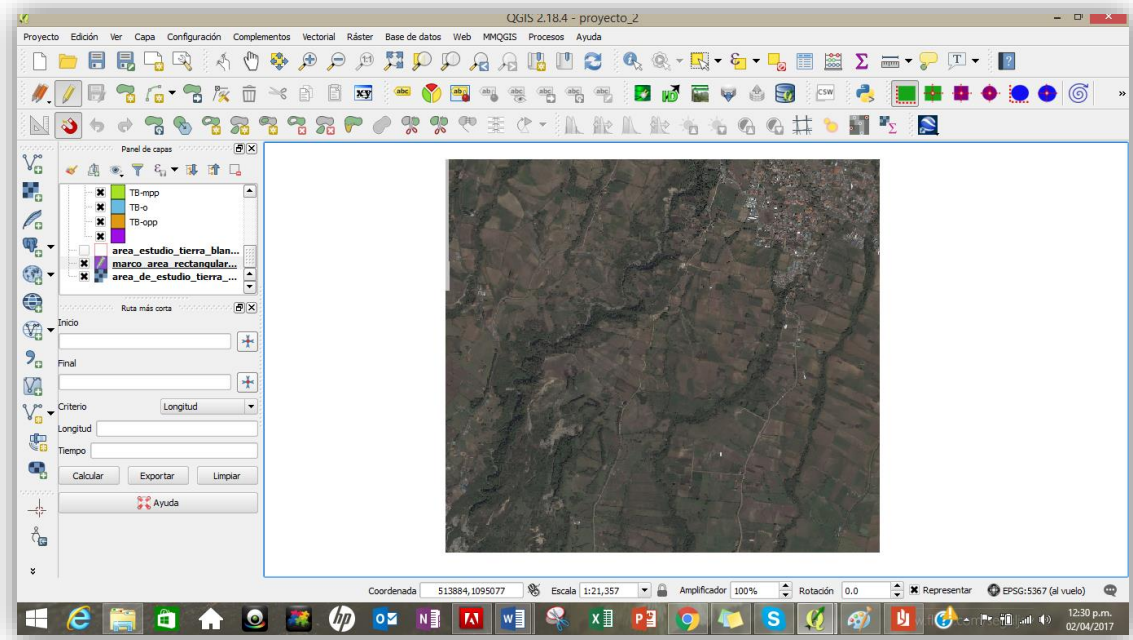 QGIS 2.18.4 - proyecto_2
Proyecto Edición Ver Capa Configuración Complementos Vectorial Ráster Base de datos Web MMQGIS Procesos Ayuda
Panel de capas
TB-mpp
TB-o
TB-opp
area_estudio_tierra_blan...
marco_area_rectangular...
area_de_estudio_tierra_...
Ruta más corta
Inicio
Final
Criterio Longitud
Longitud
Tiempo
Calcular Exportar Limpiar
Ayuda
Coordenada 513884,1095077 Escala 1:21,357 Amplificador 100% Rotación 0.0 Representar EPSG:5367 (al vuelo)
12:30 p.m.
02/04/2017